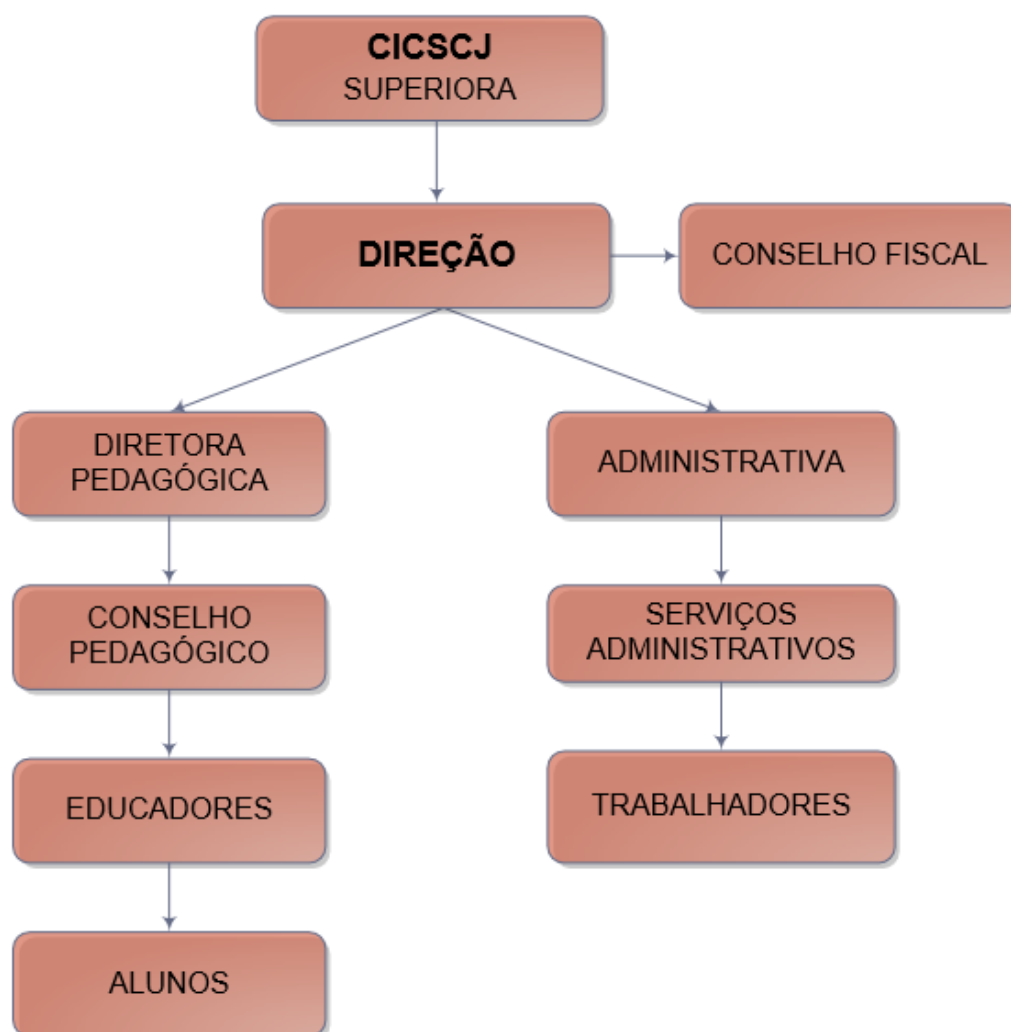 CICSCJ
SUPERIORA
DIREÇÃO
CONSELHO FISCAL
DIRETORA
PEDAGÓGICA
ADMINISTRATIVA
CONSELHO
PEDAGÓGICO
SERVIÇOS
ADMINISTRATIVOS
EDUCADORES
TRABALHADORES
ALUNOS